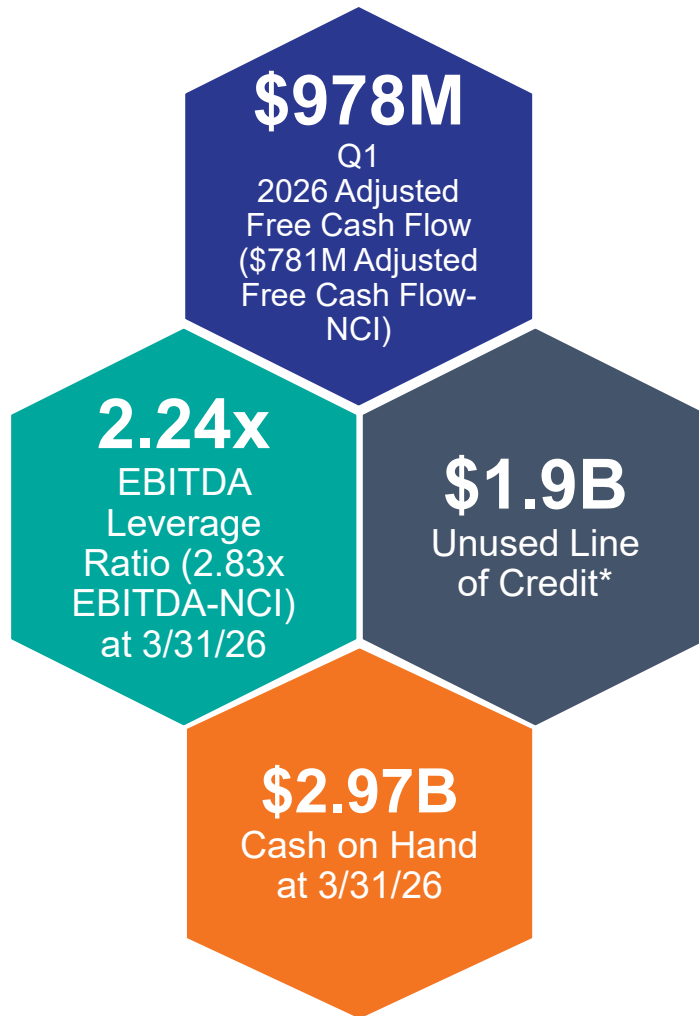 $978M
Q1
2026 Adjusted
Free Cash Flow
($781M Adjusted
Free Cash Flow-
NCI)
2.24x
EBITDA
Leverage
Ratio (2.83x
EBITDA-NCI)
at 3/31/26
$1.9B
Unused Line
of Credit*
$2.97B
Cash on Hand
at 3/31/26